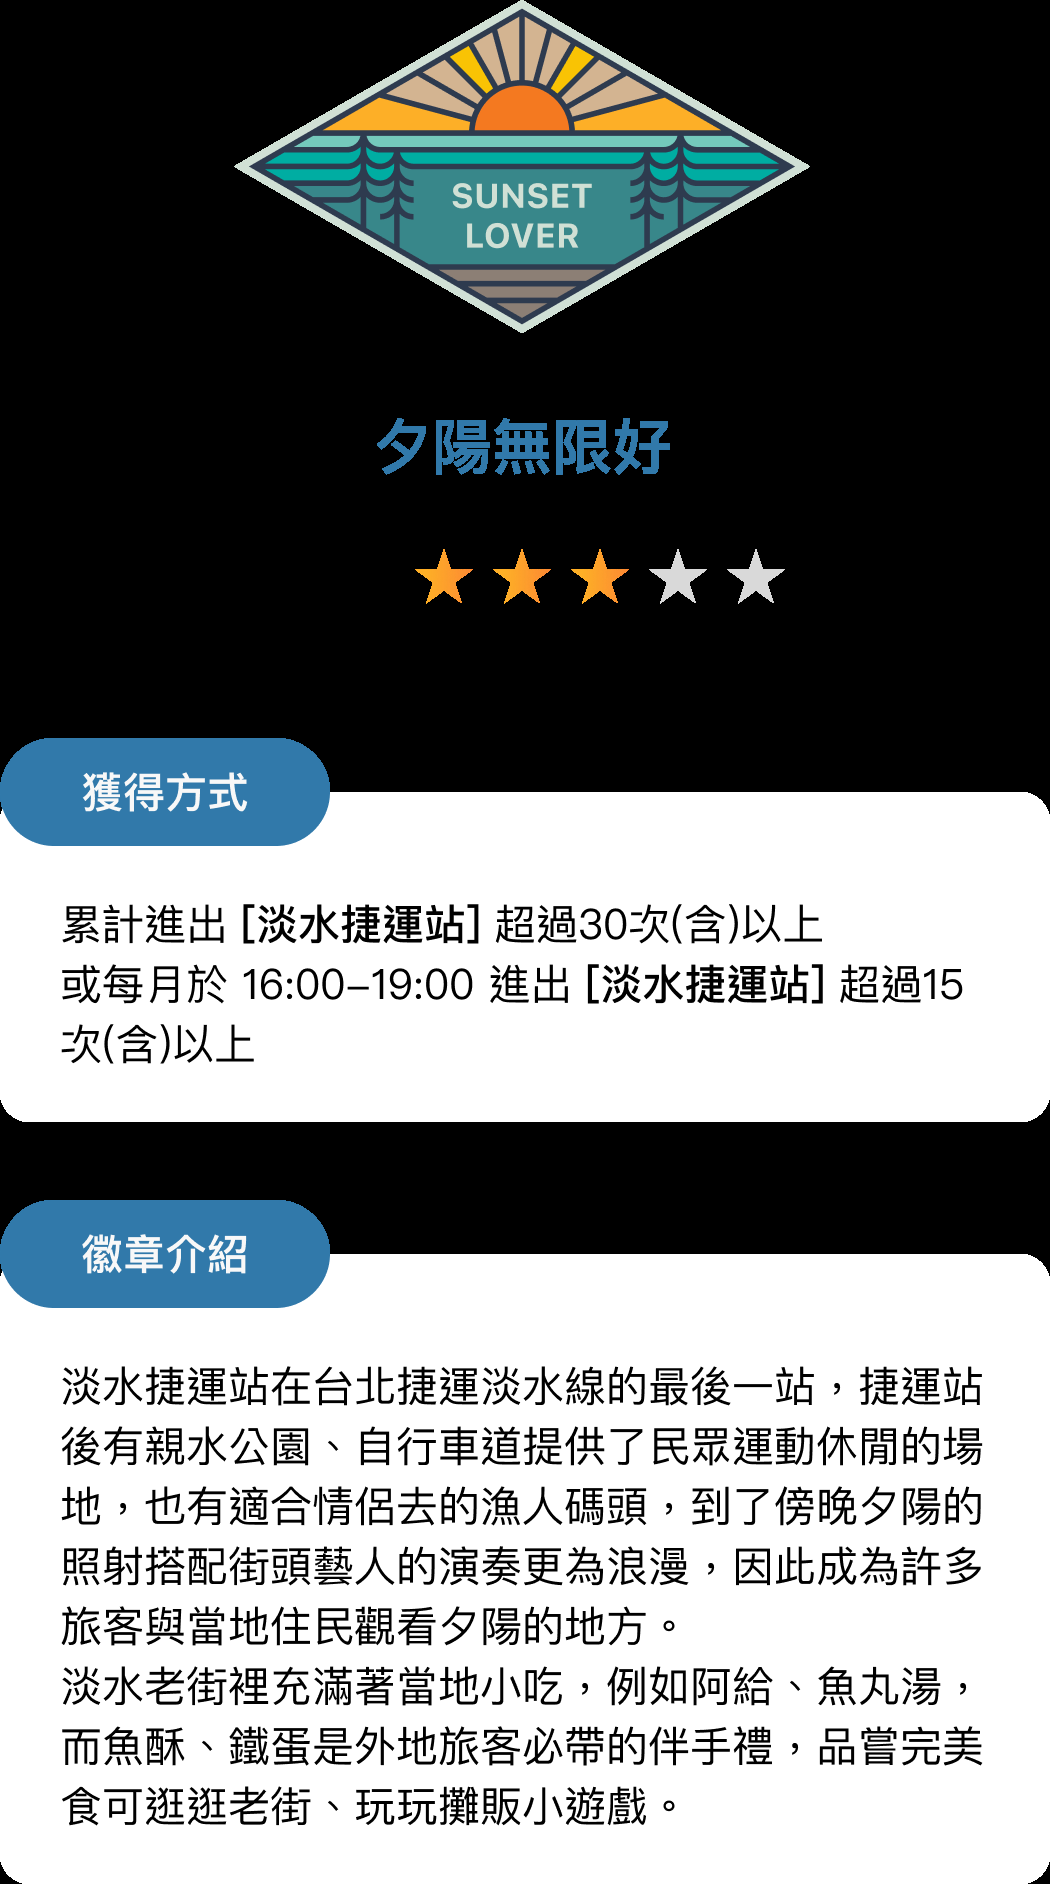 SUNSET
LOVER
夕陽無限好
獲得方式
累計進出 [淡水捷運站] 超過30次(含)以上
或每月於 16:00–19:00 進出 [淡水捷運站] 超過15
次(含)以上
徽章介紹
淡水捷運站在台北捷運淡水線的最後一站，捷運站
後有親水公園、自行車道提供了民眾運動休閒的場
地，也有適合情侶去的漁人碼頭，到了傍晚夕陽的
照射搭配街頭藝人的演奏更為浪漫，因此成為許多
旅客與當地住民觀看夕陽的地方。
淡水老街裡充滿著當地小吃，例如阿給、魚丸湯，
而魚酥、鐵蛋是外地旅客必帶的伴手禮，品嘗完美
食可逛逛老街、玩玩攤販小遊戲。